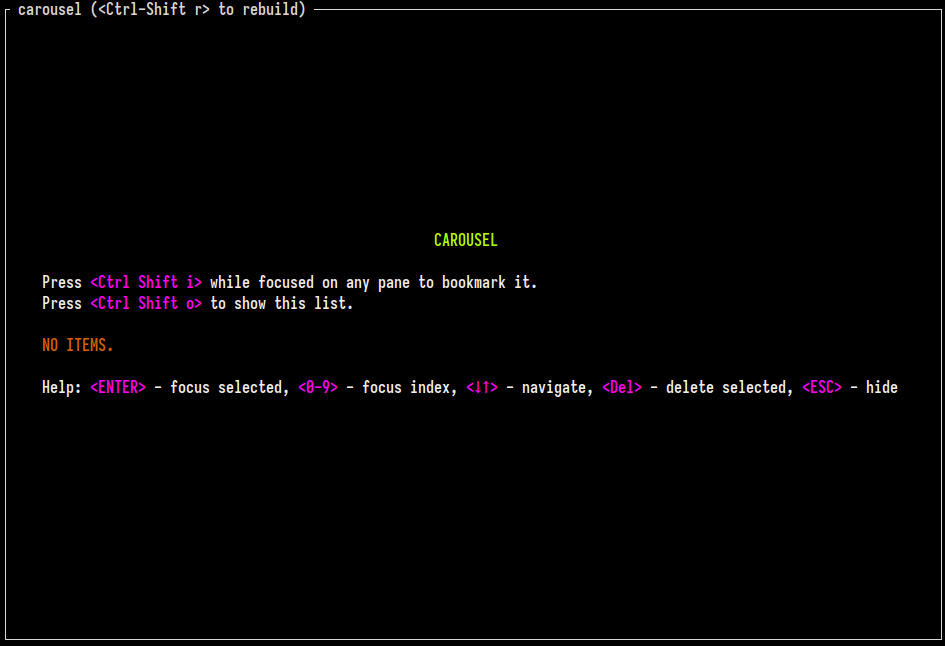 carousel (<Ctrl-Shift r> to rebuild)
CAROUSEL
Press <Ctrl Shift i> while focused on any pane to bookmark it.
Press <Ctrl Shift o> to show this list.
NO ITEMS.
Help: <ENTER> - focus selected, <0-9> - focus index, <↓↑> - navigate, <Del> - delete selected, <ESC> - hide